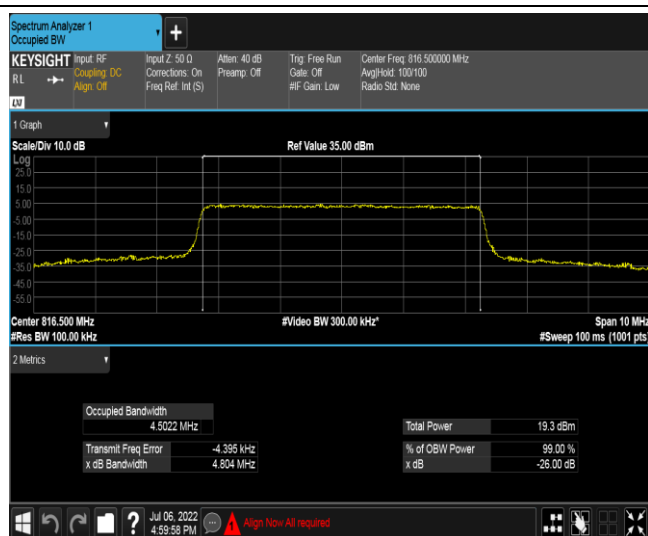 Spectrum Analyzer 1
Occupied BW
+
KEYSIGHT Input: RF Input Z: 50 Ω Atten: 40 dB Trig: Free Run Center Freq: 816.500000 MHz
RL Coupling: DC Corrections: On Preamp: Off Gate: Off Avg|Hold: 100/100
Align: Off Freq Ref: Int (S) #IF Gain: Low Radio Std: None
LXI
1 Graph
Scale/Div 10.0 dB Ref Value 35.00 dBm
Log
25.0
15.0
5.00
-5.00
-15.0
-25.0
-35.0
-45.0
-55.0
Center 816.500 MHz #Video BW 300.00 kHz* Span 10 MHz
#Res BW 100.00 kHz #Sweep 100 ms (1001 pts)
2 Metrics
Occupied Bandwidth
4.5022 MHz Total Power 19.3 dBm
Transmit Freq Error -4.395 kHz % of OBW Power 99.00 %
x dB Bandwidth 4.804 MHz x dB -26.00 dB
? Jul 06, 2022
4:59:58 PM Align Now All required